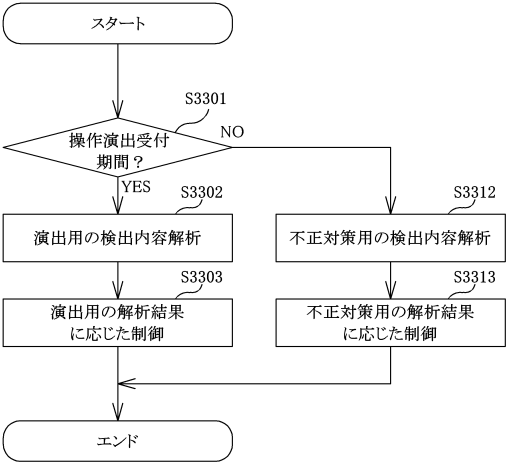 スタート
S3301
操作演出受付
期間？
NO
YES
S3302
演出用の検出内容解析
S3312
不正対策用の検出内容解析
S3303
演出用の解析結果
に応じた制御
S3313
不正対策用の解析結果
に応じた制御
エンド